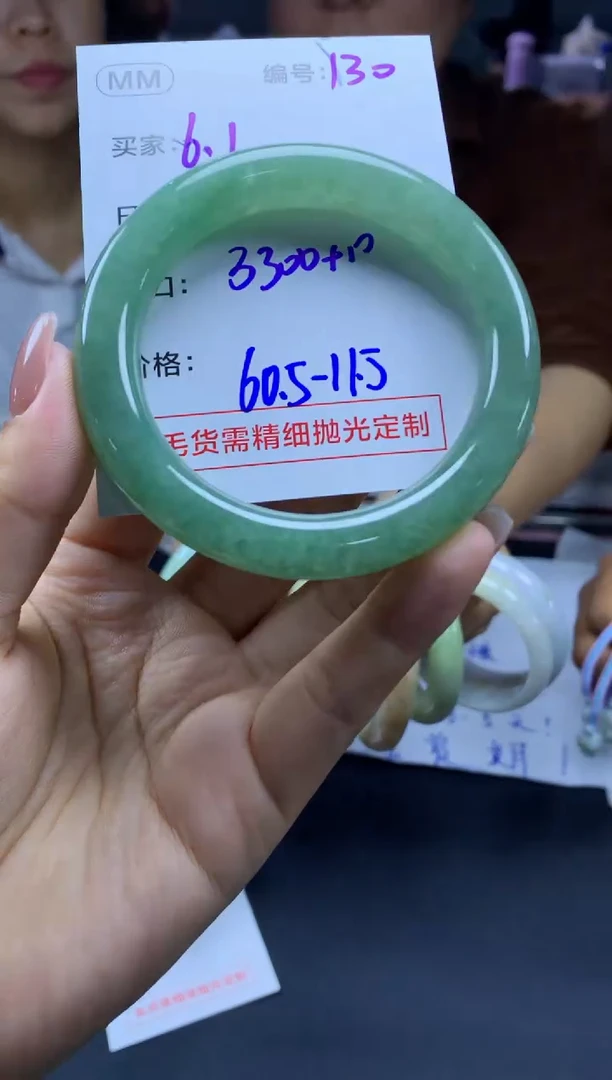 MM 编号:130
买家: 6.1
口: 3300+10
价格: 60.5-11.5
毛货需精细抛光定制